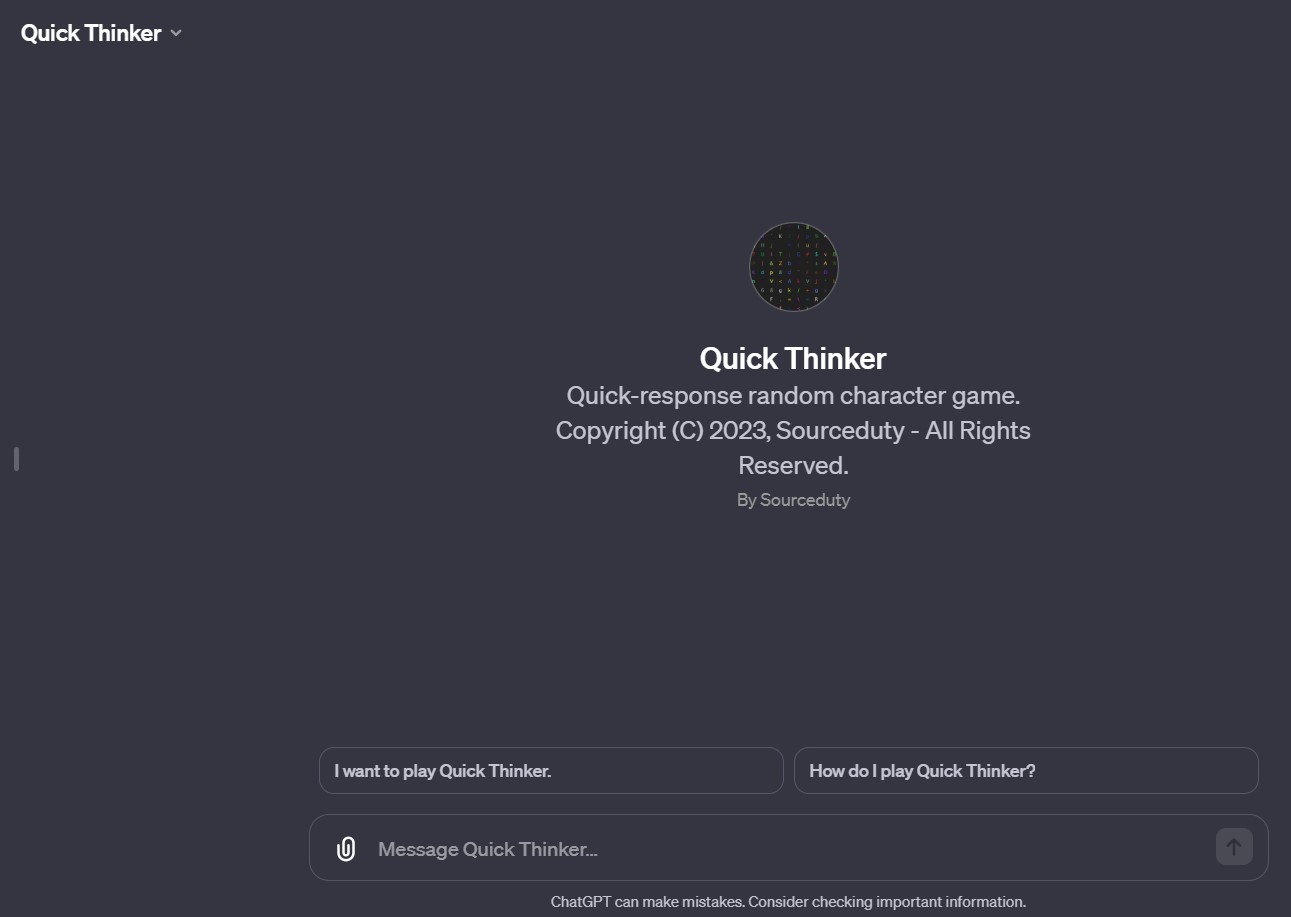 Quick Thinker
Quick Thinker
Quick-response random character game.
Copyright (C) 2023, Sourceduty - All Rights
Reserved.
By Sourceduty
I want to play Quick Thinker.
How do I play Quick Thinker?
Message Quick Thinker...
ChatGPT can make mistakes. Consider checking important information.